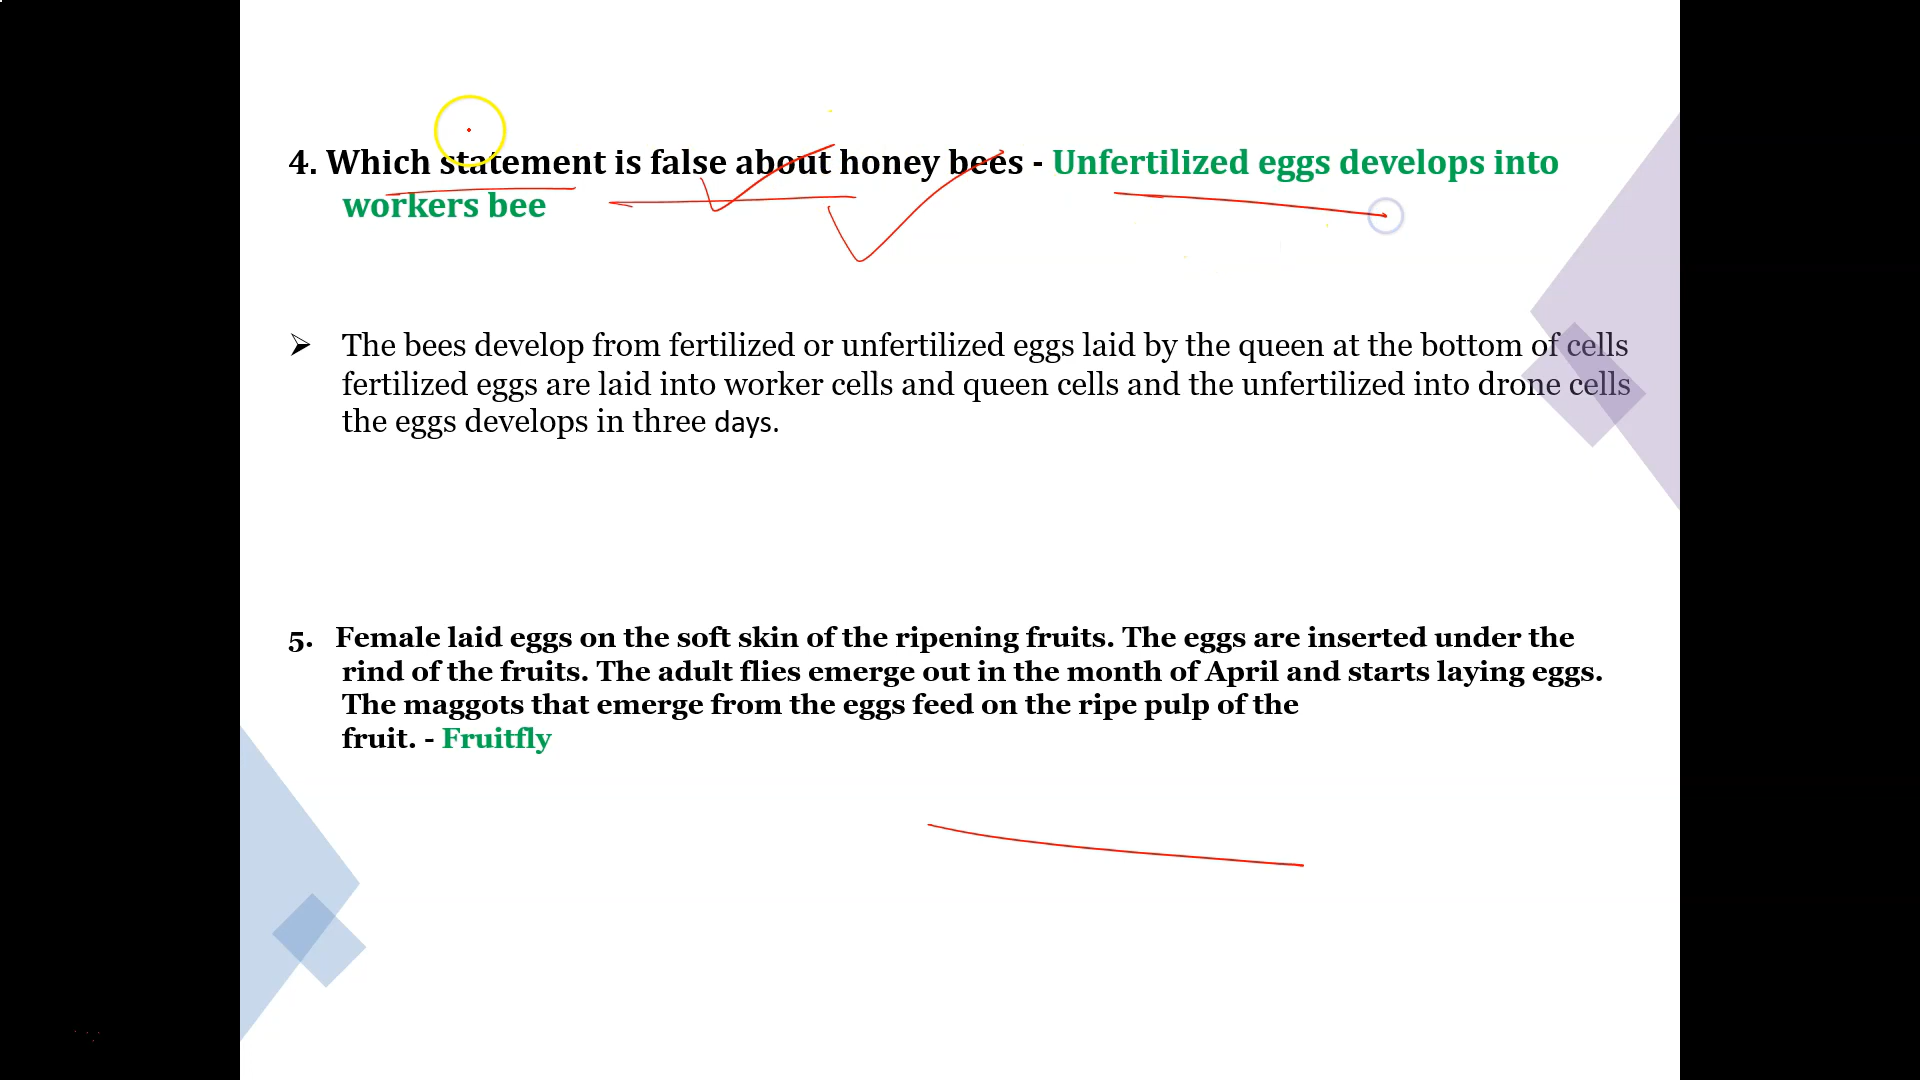 4. Which statement is false about honey bees - Unfertilized eggs develops into
workers bee
➢ The bees develop from fertilized or unfertilized eggs laid by the queen at the bottom of cells
fertilized eggs are laid into worker cells and queen cells and the unfertilized into drone cells
the eggs develops in three days.
5. Female laid eggs on the soft skin of the ripening fruits. The eggs are inserted under the
rind of the fruits. The adult flies emerge out in the month of April and starts laying eggs.
The maggots that emerge from the eggs feed on the ripe pulp of the
fruit. - Fruitfly